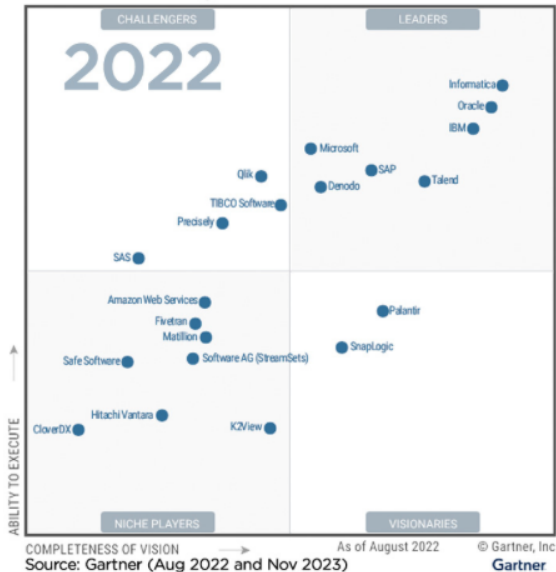 CHALLENGERS
LEADERS
2022
Informatica
Oracle
IBM
Microsoft
Qlik
SAP
Talend
Denodo
TIBCO Software
Precisely
SAS
Amazon Web Services
Palantir
Fivetran
Matillion
SnapLogic
Safe Software
Software AG (StreamSets)
Hitachi Vantara
CloverDX
K2View
ABILITY TO EXECUTE
NICHE PLAYERS
VISIONARIES
COMPLETENESS OF VISION
As of August 2022
© Gartner, Inc
Source: Gartner (Aug 2022 and Nov 2023)
Gartner